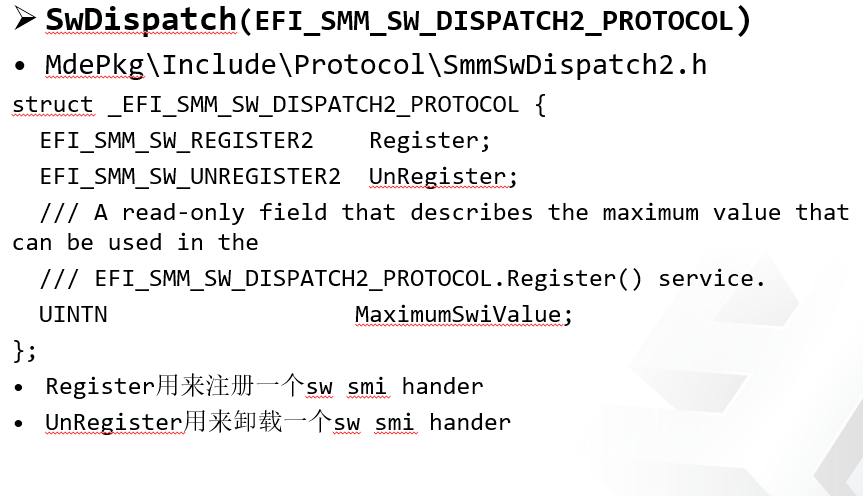 ➢ SwDispatch(EFI_SMM_SW_DISPATCH2_PROTOCOL)
• MdePkg\Include\Protocol\SmmSwDispatch2.h
struct _EFI_SMM_SW_DISPATCH2_PROTOCOL {
  EFI_SMM_SW_REGISTER2    Register;
  EFI_SMM_SW_UNREGISTER2  UnRegister;
  /// A read-only field that describes the maximum value that
can be used in the
  /// EFI_SMM_SW_DISPATCH2_PROTOCOL.Register() service.
  UINTN                  MaximumSwiValue;
};
• Register用来注册一个sw smi hander
• UnRegister用来卸载一个sw smi hander